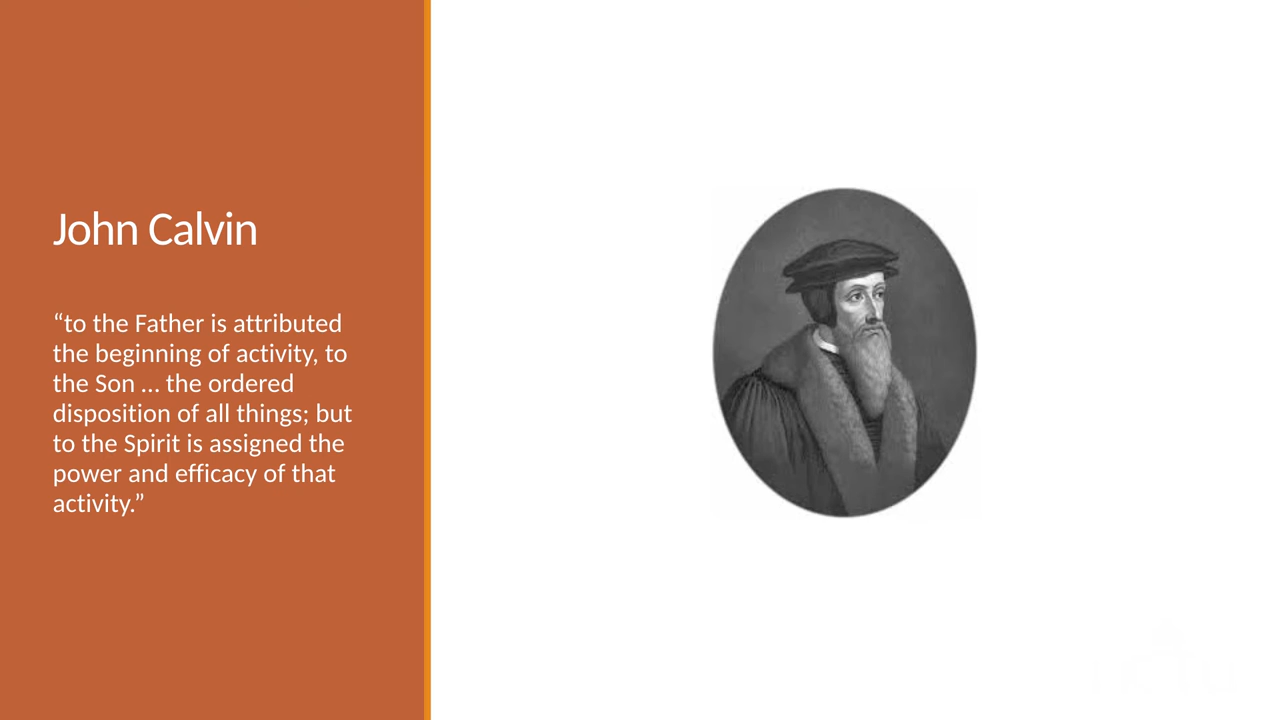 John Calvin
“to the Father is attributed
the beginning of activity, to
the Son … the ordered
disposition of all things; but
to the Spirit is assigned the
power and efficacy of that
activity.”